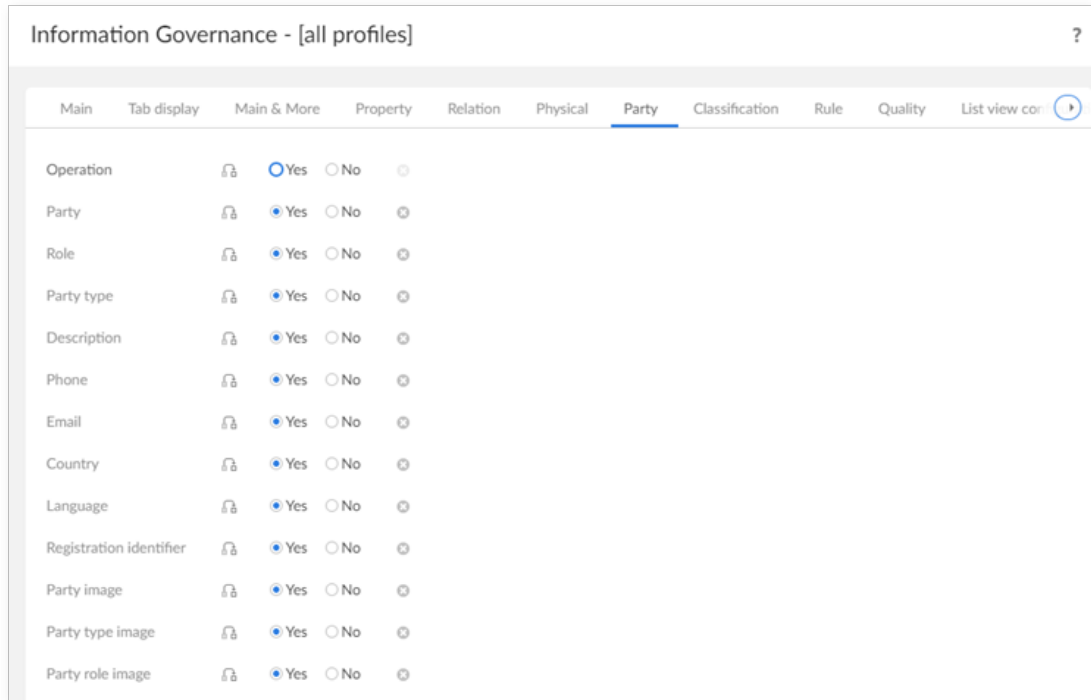 Information Governance - [all profiles] ?
Main Tab display Main & More Property Relation Physical Party Classification Rule Quality List view con
Operation Yes No
Party Yes No
Role Yes No
Party type Yes No
Description Yes No
Phone Yes No
Email Yes No
Country Yes No
Language Yes No
Registration identifier Yes No
Party image Yes No
Party type image Yes No
Party role image Yes No